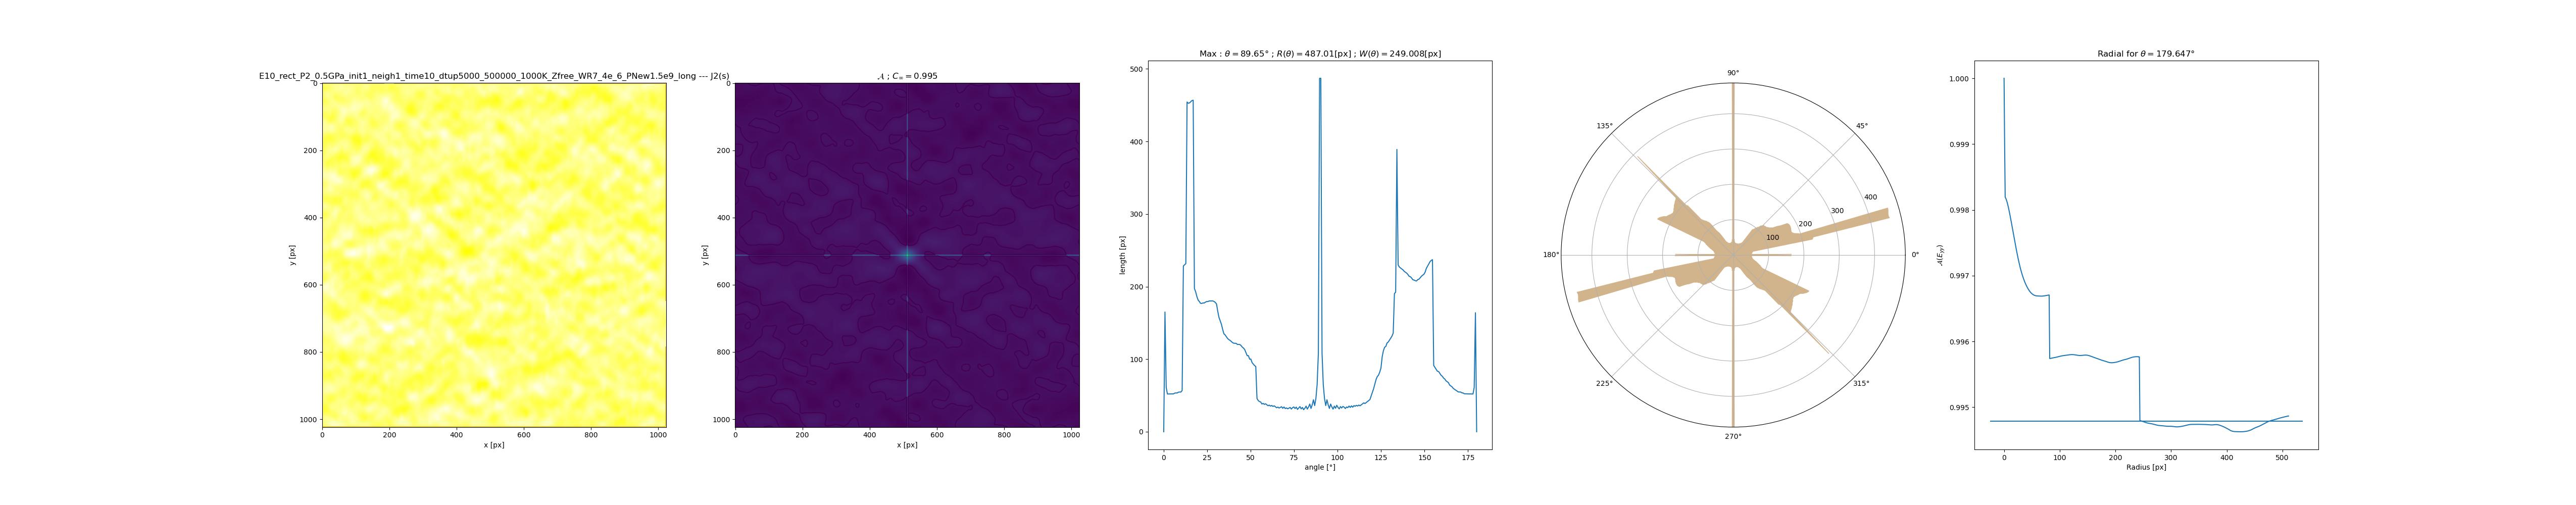 E10_rect_P2_0.5GPa_init1_neigh1_time10_dtup5000_500000_1000K_Zfree_WR7_4e_6_PNew1.5e9_long --- J2(s)
0
200
400
600
800
1000
y [px]
0 200 400 600 800 1000
x [px]
𝒜 ; C∞ = 0.995
0
200
400
600
800
1000
y [px]
0 200 400 600 800 1000
x [px]
Max : θ = 89.65° ; R(θ) = 487.01[px] ; W(θ) = 249.008[px]
500
400
300
200
100
0
length [px]
0 25 50 75 100 125 150 175
angle [°]
90°
135° 45°
400
300
200
100
180° 0°
225° 315°
270°
Radial for θ = 179.647°
1.000
0.999
0.998
0.997
0.996
0.995
𝒜(Eyy)
0 100 200 300 400 500
Radius [px]